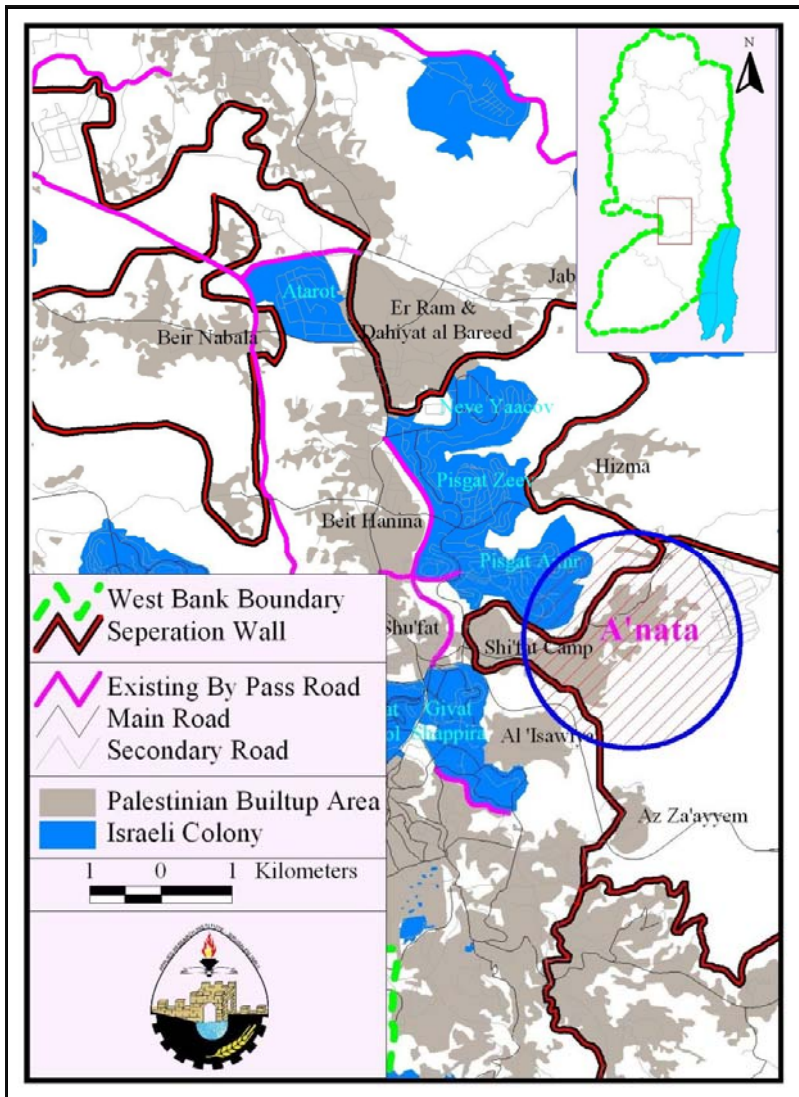 N
Atarot
Er Ram &
Dahiyat al Bareed
Jab
Beir Nabala
Neve Yaacov
Hizma
Pisgat Zeev
Beit Hanina
Pisgat Amir
A'nata
Shu'fat
Shi'fat Camp
Givat
Shappira
Al 'Isawiya
Az Za'ayyem
West Bank Boundary
Seperation Wall
Existing By Pass Road
Main Road
Secondary Road
Palestinian Builtup Area
Israeli Colony
1 0 1 Kilometers